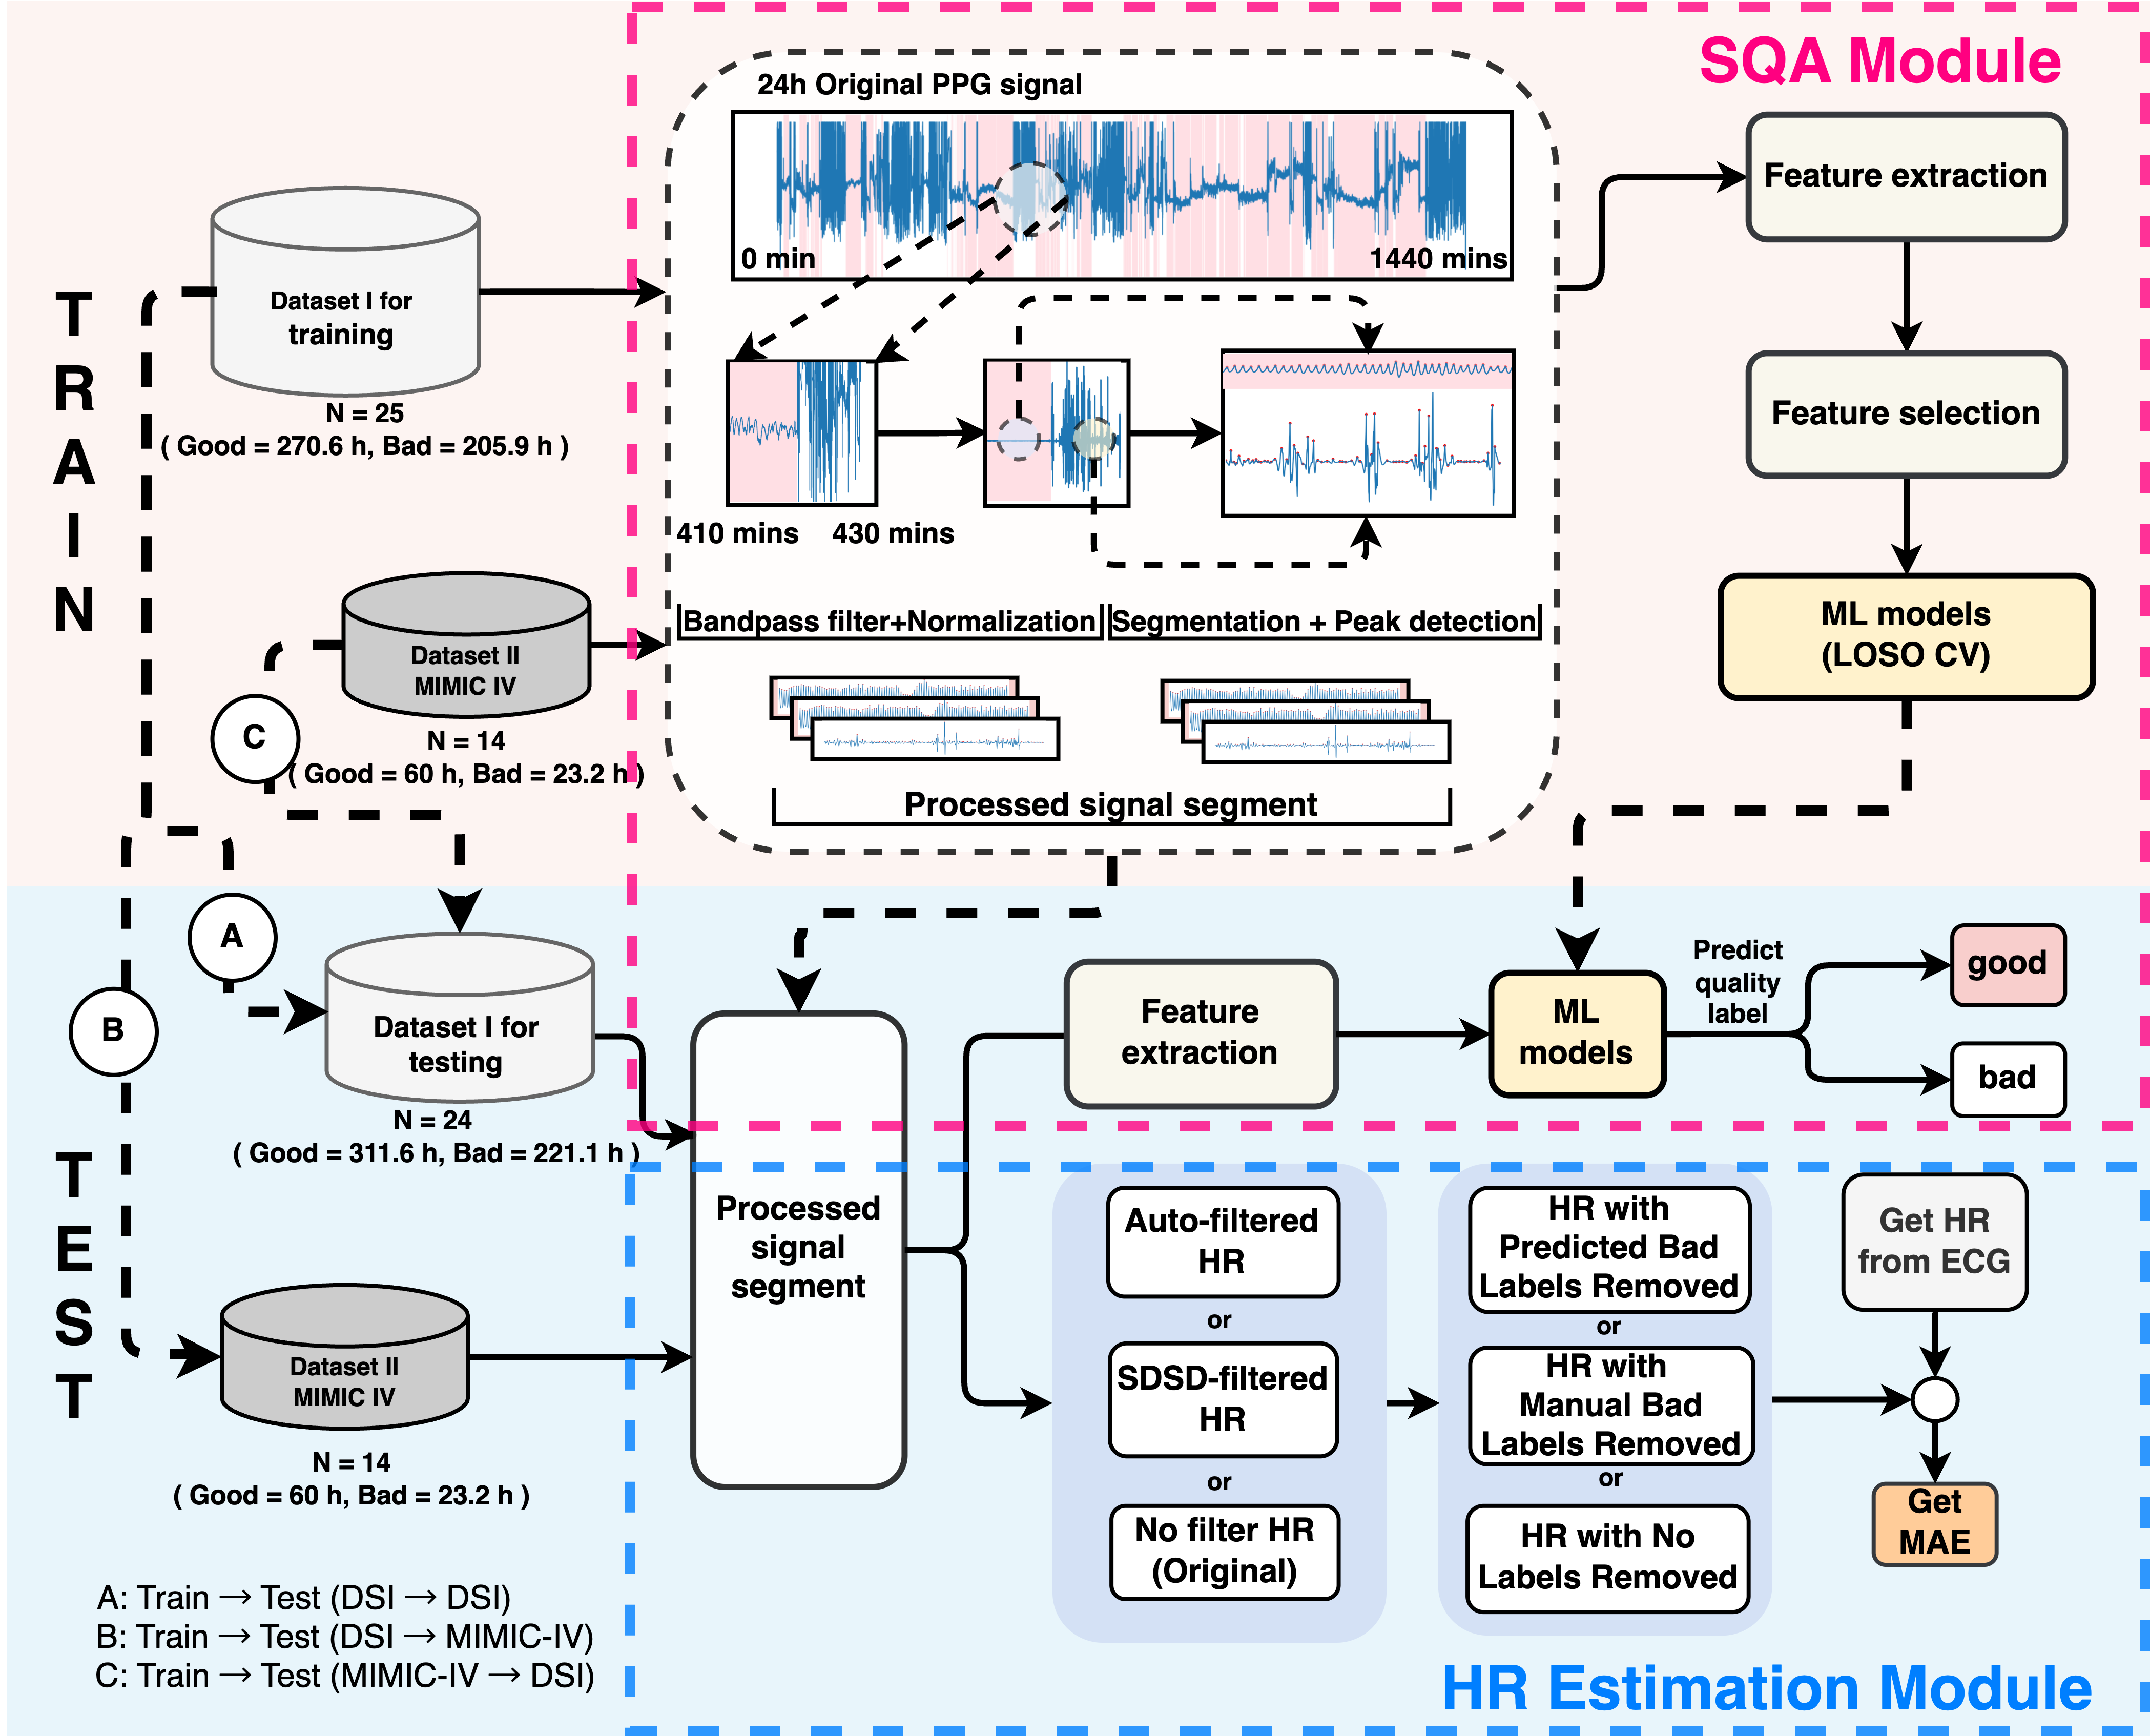 SQA Module
24h Original PPG signal
0 min
1440 mins
Feature extraction
Feature selection
ML models
(LOSO CV)
TRAIN
Dataset I for
training
N = 25
( Good = 270.6 h, Bad = 205.9 h )
410 mins
430 mins
Bandpass filter+Normalization
Segmentation + Peak detection
Dataset II
MIMIC IV
C
N = 14
( Good = 60 h, Bad = 23.2 h )
Processed signal segment
TEST
A
B
Dataset I for
testing
N = 24
( Good = 311.6 h, Bad = 221.1 h )
Feature
extraction
ML
models
Predict
quality
label
good
bad
Processed
signal
segment
Auto-filtered
HR
or
SDSD-filtered
HR
or
No filter HR
(Original)
HR with
Predicted Bad
Labels Removed
or
HR with
Manual Bad
Labels Removed
or
HR with No
Labels Removed
Get HR
from ECG
Get
MAE
Dataset II
MIMIC IV
N = 14
( Good = 60 h, Bad = 23.2 h )
A: Train → Test (DSI → DSI)
B: Train → Test (DSI → MIMIC-IV)
C: Train → Test (MIMIC-IV → DSI)
HR Estimation Module